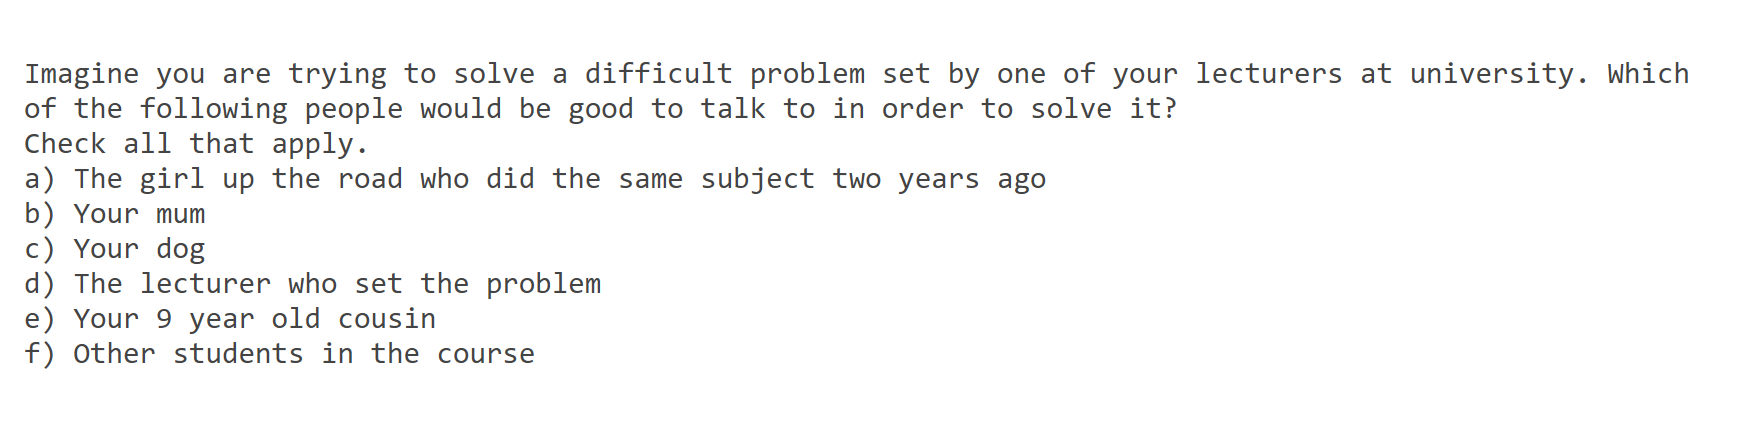 Imagine you are trying to solve a difficult problem set by one of your lecturers at university. Which
of the following people would be good to talk to in order to solve it?
Check all that apply.
a) The girl up the road who did the same subject two years ago
b) Your mum
c) Your dog
d) The lecturer who set the problem
e) Your 9 year old cousin
f) Other students in the course